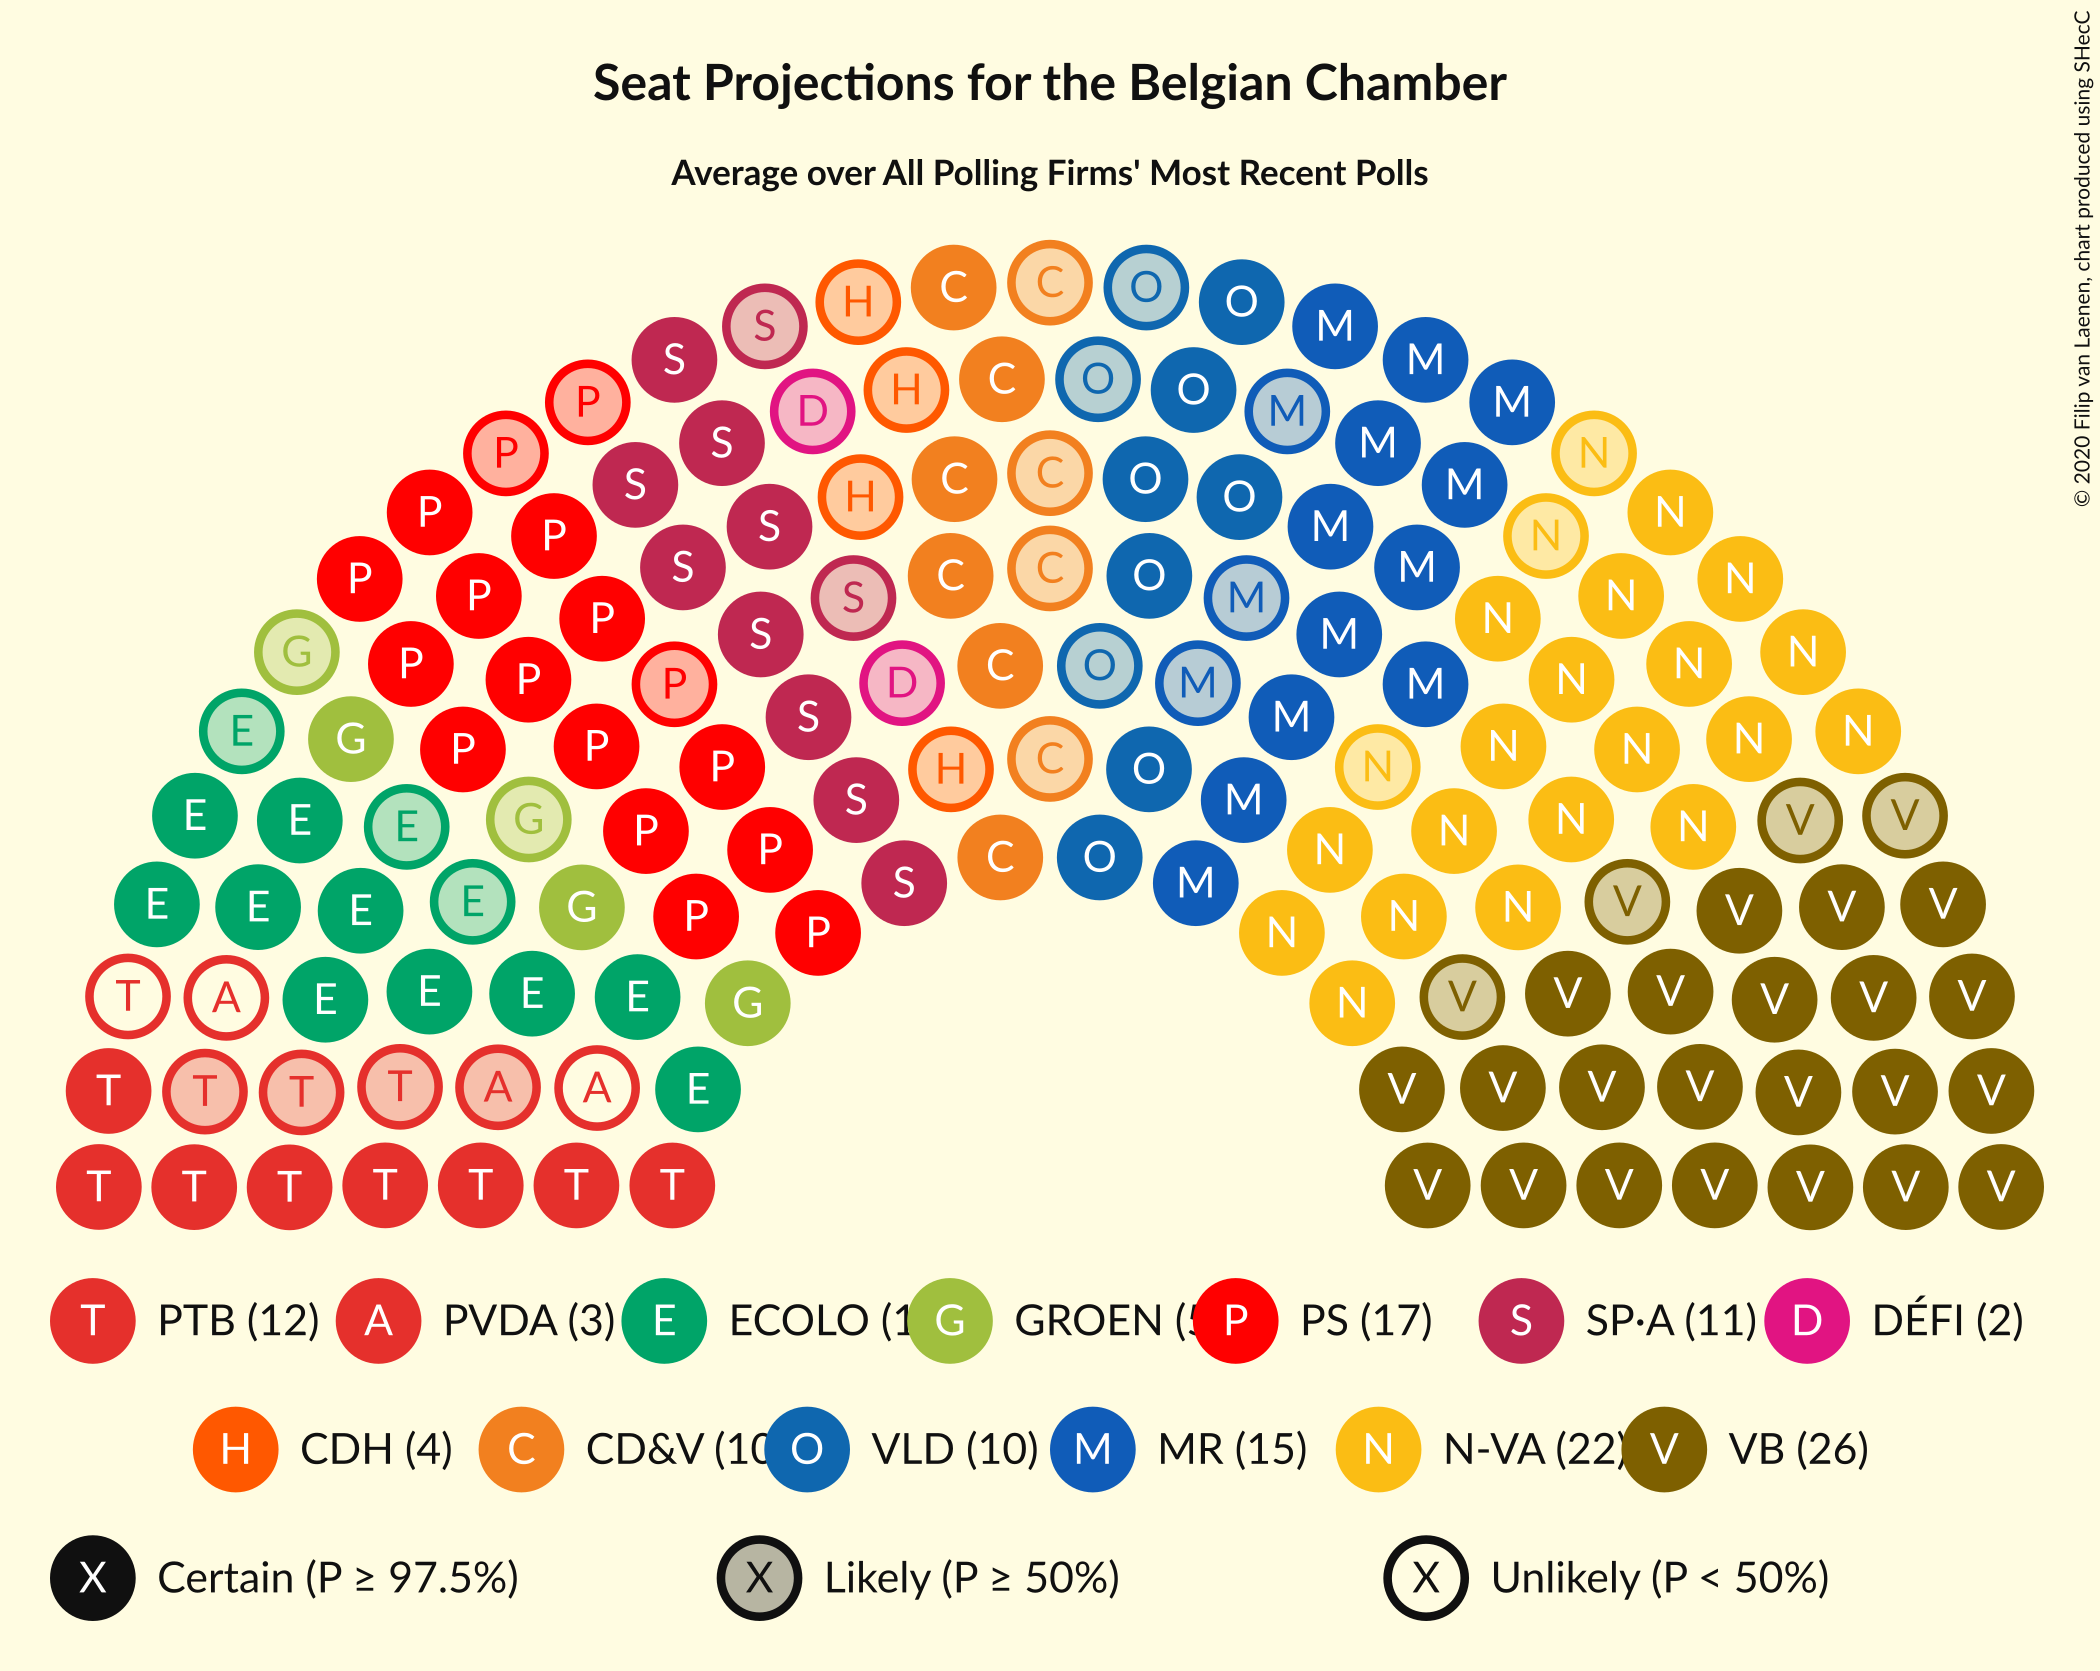 Seat Projections for the Belgian Chamber
Average over All Polling Firms' Most Recent Polls
© 2020 Filip van Laenen, chart produced using SHecC
H C C O O
S M
S M
P H C O O M
D M
P S M N
P S H C C O O M N
P S M N
P P S S C C O M M N N
P P S M N N
G P P P S D C O M M M N N N
E G P P P P S H C O M N N N N N N
E E E G P P S C O M N N N N V V
E E E E G P P S M N N N V V V V
T A E E E E G P N N V V V V V V
T T T T A A E V V V V V V V
T T T T T T T V V V V V V V
T PTB (12) A PVDA (3) E ECOLO (1 G GROEN (5 P PS (17) S SP·A (11) D DÉFI (2)
H CDH (4) C CD&V (10 O VLD (10) M MR (15) N N-VA (22) V VB (26)
X Certain (P ≥ 97.5%) X Likely (P ≥ 50%) X Unlikely (P < 50%)